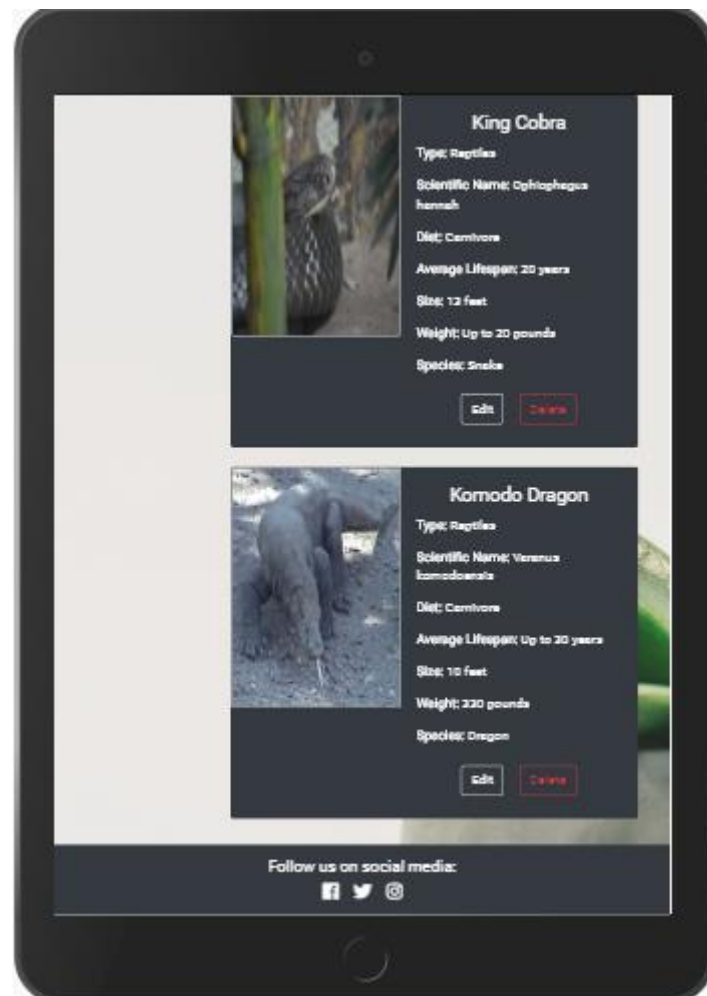 King Cobra
Type: Reptiles
Scientific Name: Ophiophagus
hannah
Diet: Carnivore
Average Lifespan: 20 years
Size: 13 feet
Weight: Up to 20 pounds
Species: Snake
Edit
Delete
Komodo Dragon
Type: Reptiles
Scientific Name: Varanus
komodoensis
Diet: Carnivore
Average Lifespan: Up to 30 years
Size: 10 feet
Weight: 330 pounds
Species: Dragon
Edit
Delete
Follow us on social media: